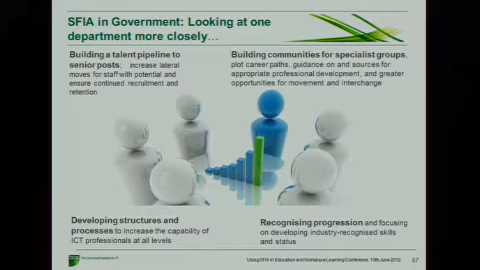 SFIA in Government: Looking at one
department more closely…
Building a talent pipeline to
senior posts; increase lateral
moves for staff with potential and
ensure continued recruitment and
retention
Building communities for specialist groups,
plot career paths, guidance on and sources for
appropriate professional development, and greater
opportunities for movement and interchange
Developing structures and
processes to increase the capability of
ICT professionals at all levels
Recognising progression and focusing
on developing industry-recognised skills
and status
Using SFIA in Education and Workplace Learning Conference, 13th June 2012
87